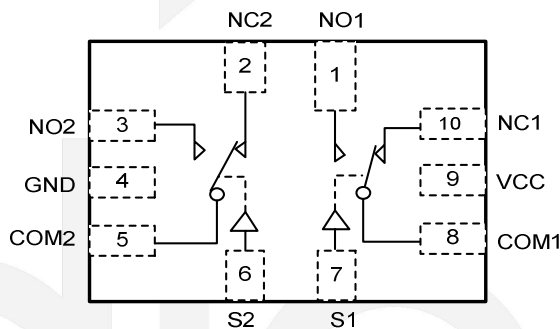 NC2 NO1
2 1
NO2 3 10 NC1
GND 4 9 VCC
COM2 5 8 COM1
6 7
S2 S1